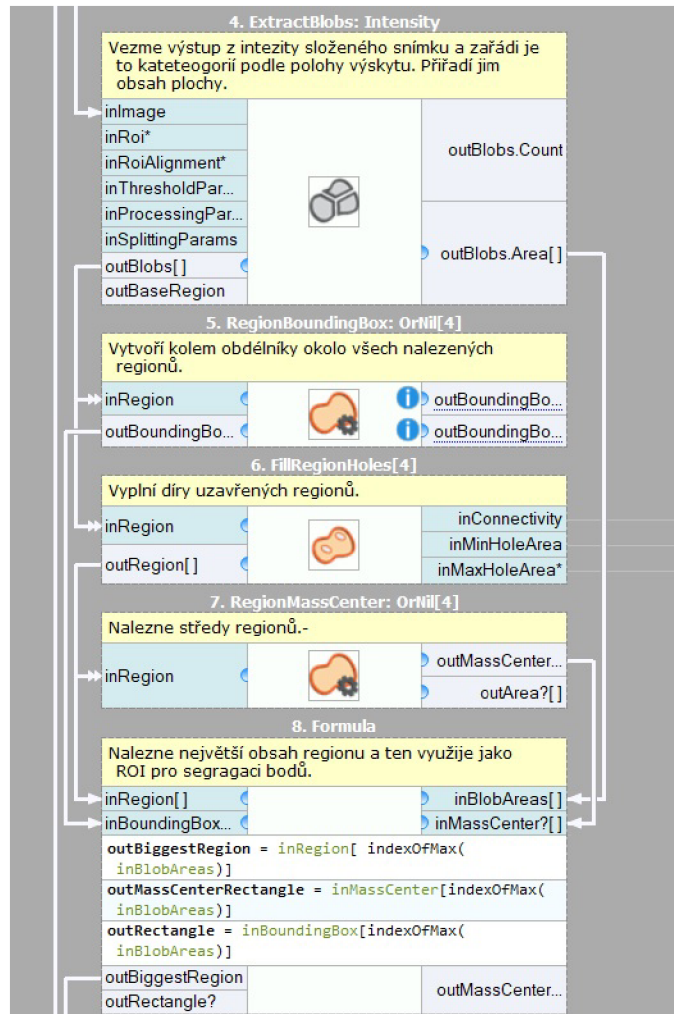 4. ExtractBlobs: Intensity
Vezme výstup z intezity složeného snímku a zařádi je
to kateteogorií podle polohy výskytu. Přiřadí jim
obsah plochy.
inImage
inRoi*
inRoiAlignment*
inThresholdPar...
inProcessingPar...
inSplittingParams
outBlobs[]
outBaseRegion
outBlobs.Count
outBlobs.Area[]
5. RegionBoundingBox: OrNil[4]
Vytvoří kolem obdélníky okolo všech nalezených
regionů.
inRegion
outBoundingBo...
outBoundingBo...
outBoundingBo...
6. FillRegionHoles[4]
Vyplní díry uzavřených regionů.
inRegion
outRegion[]
inConnectivity
inMinHoleArea
inMaxHoleArea*
7. RegionMassCenter: OrNil[4]
Nalezne středy regionů.-
inRegion
outMassCenter...
outArea?[]
8. Formula
Nalezne největší obsah regionu a ten využije jako
ROI pro segragaci bodů.
inRegion[]
inBoundingBox...
inBlobAreas[]
inMassCenter?[]
outBiggestRegion = inRegion[ indexOfMax(
inBlobAreas)]
outMassCenterRectangle = inMassCenter[indexOfMax(
inBlobAreas)]
outRectangle = inBoundingBox[indexOfMax(
inBlobAreas)]
outBiggestRegion
outRectangle?
outMassCenter...